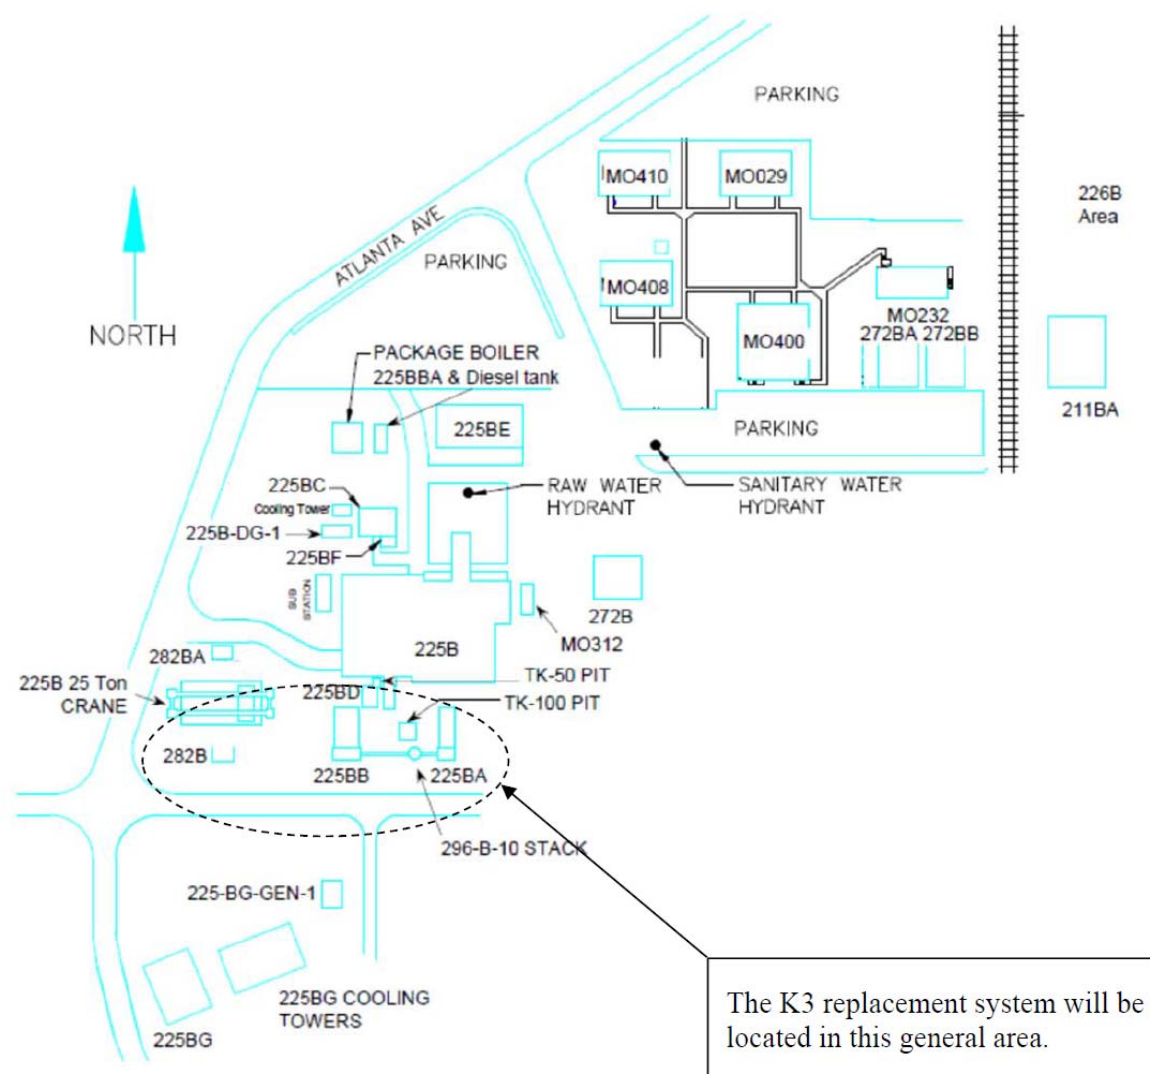 PARKING
MO410
MO029
226B
Area
ATLANTA AVE
PARKING
MO408
NORTH
MO232
MO400
272BA
272BB
PACKAGE BOILER
225BBA & Diesel tank
211BA
225BE
PARKING
225BC
RAW WATER
HYDRANT
SANITARY WATER
HYDRANT
Cooling Tower
225B-DG-1
225BF
SUB
STATION
272B
MO312
225B
282BA
TK-50 PIT
225B 25 Ton
CRANE
225BD
TK-100 PIT
282B
225BB
225BA
296-B-10 STACK
225-BG-GEN-1
225BG COOLING
TOWERS
225BG
The K3 replacement system will be
located in this general area.